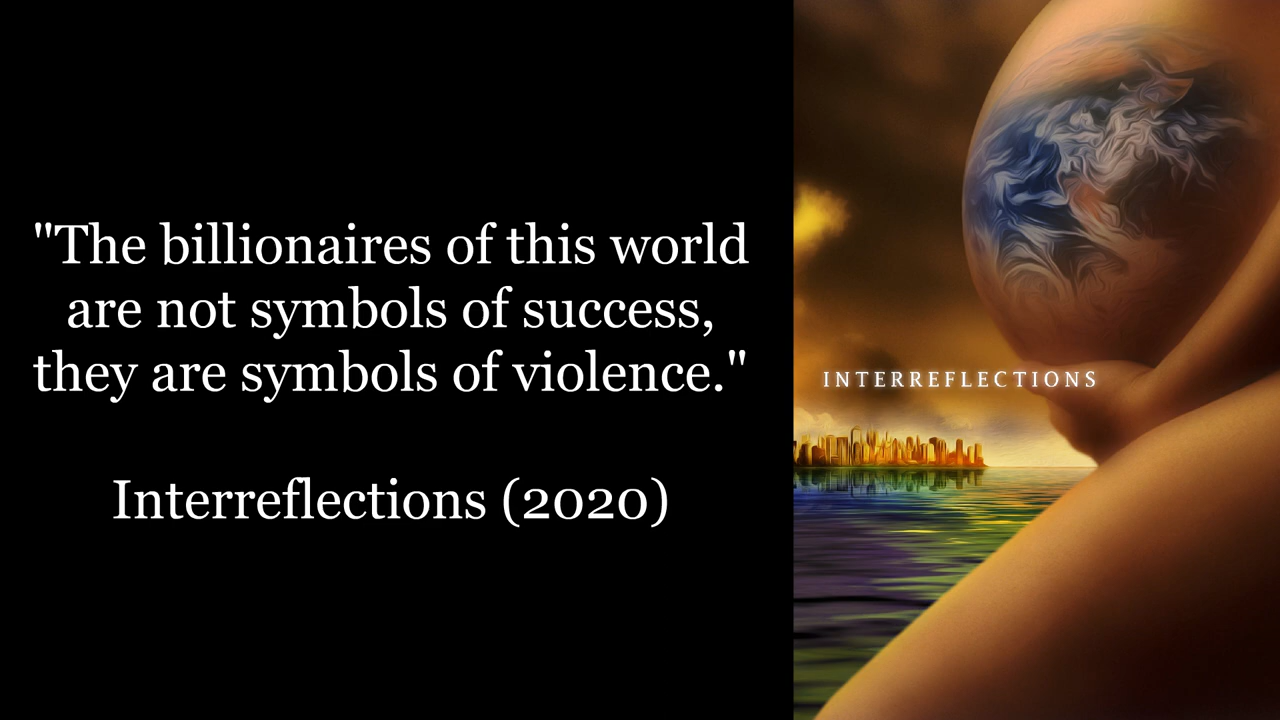 "The billionaires of this world
are not symbols of success,
they are symbols of violence."
Interreflections (2020)
INTERREFLECTIONS